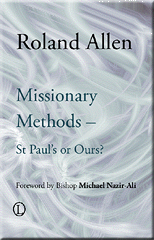 Roland Allen
Missionary
Methods –
St Paul's or Ours?
Foreword by Bishop Michael Nazir-Ali